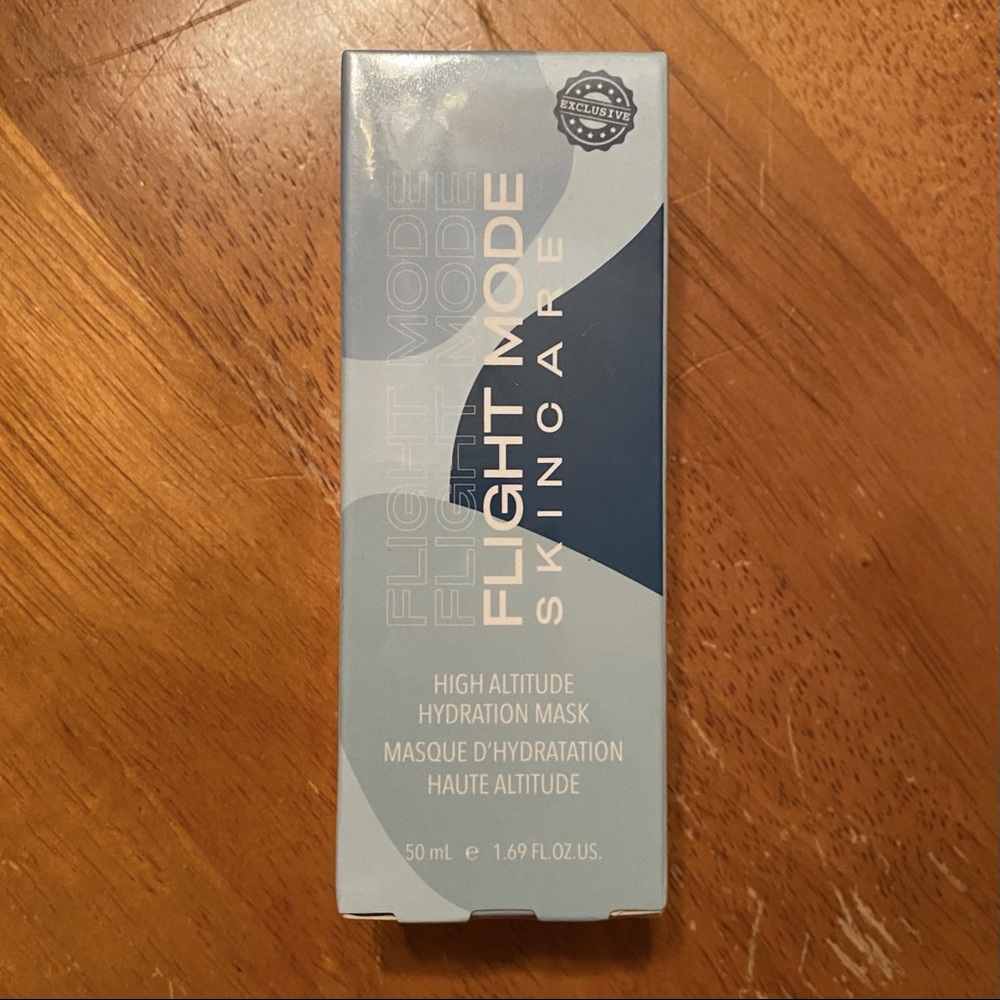 EXCLUSIVE
FLIGHT MODE
FLIGHT MODE
FLIGHT MODE
SKINCARE
HIGH ALTITUDE
HYDRATION MASK
MASQUE D'HYDRATATION
HAUTE ALTITUDE
50 mL ℮ 1.69 FL.OZ.US.